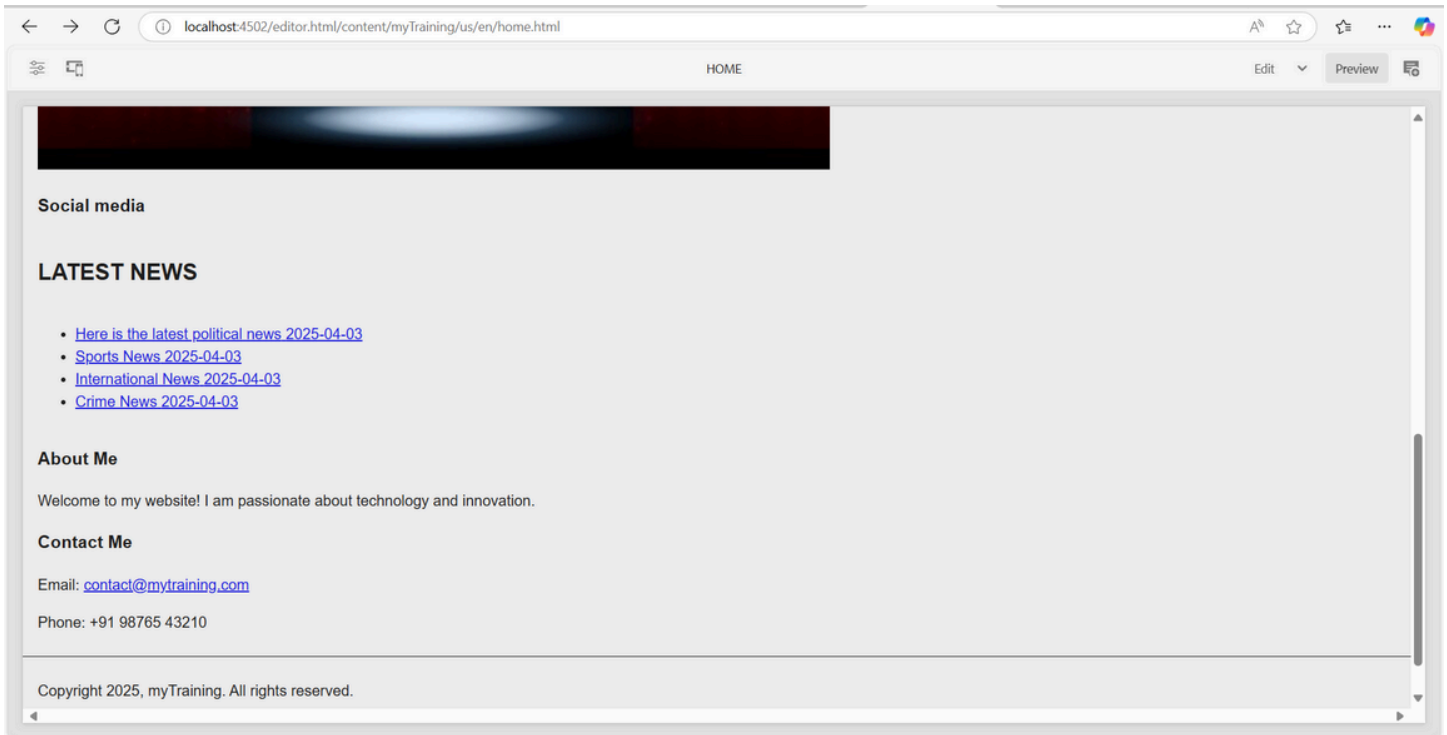 localhost:4502/editor.html/content/myTraining/us/en/home.html
HOME
Edit
Preview
Social media
LATEST NEWS
• Here is the latest political news 2025-04-03
• Sports News 2025-04-03
• International News 2025-04-03
• Crime News 2025-04-03
About Me
Welcome to my website! I am passionate about technology and innovation.
Contact Me
Email: contact@mytraining.com
Phone: +91 98765 43210
Copyright 2025, myTraining. All rights reserved.